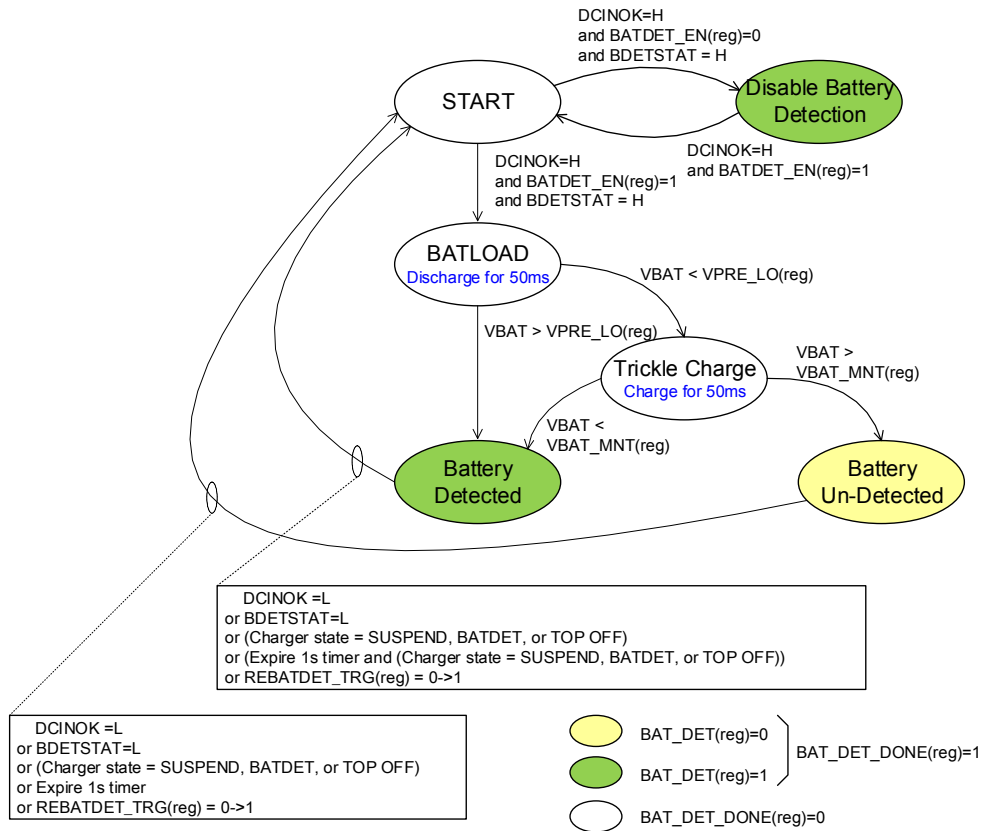 DCINOK=H
and BATDET_EN(reg)=0
and BDETSTAT = H
START
Disable Battery
Detection
DCINOK=H
and BATDET_EN(reg)=1
DCINOK=H
and BATDET_EN(reg)=1
and BDETSTAT = H
BATLOAD
Discharge for 50ms
VBAT < VPRE_LO(reg)
VBAT > VPRE_LO(reg)
Trickle Charge
Charge for 50ms
VBAT >
VBAT_MNT(reg)
VBAT <
VBAT_MNT(reg)
Battery
Detected
Battery
Un-Detected
DCINOK =L
or BDETSTAT=L
or (Charger state = SUSPEND, BATDET, or TOP OFF)
or (Expire 1s timer and (Charger state = SUSPEND, BATDET, or TOP OFF))
or REBATDET_TRG(reg) = 0->1
DCINOK =L
or BDETSTAT=L
or (Charger state = SUSPEND, BATDET, or TOP OFF)
or Expire 1s timer
or REBATDET_TRG(reg) = 0->1
BAT_DET(reg)=0
BAT_DET(reg)=1
BAT_DET_DONE(reg)=1
BAT_DET_DONE(reg)=0